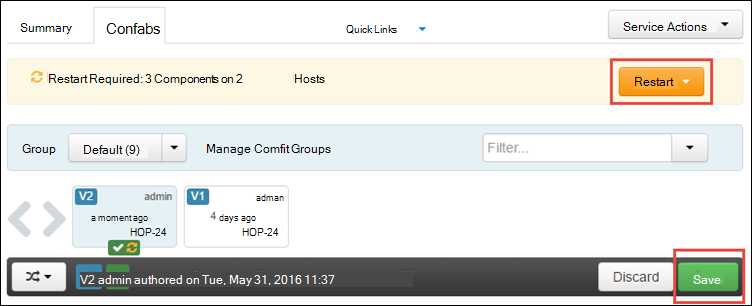 Summary Confabs Quick Links Service Actions
Restart Required: 3 Components on 2 Hosts Restart
Group Default (9) Manage Comfit Groups Filter...
V2 admin V1 adman
a moment ago 4 days ago
HOP-24 HOP-24
V2 admin authored on Tue, May 31, 2016 11:37 Discard Save